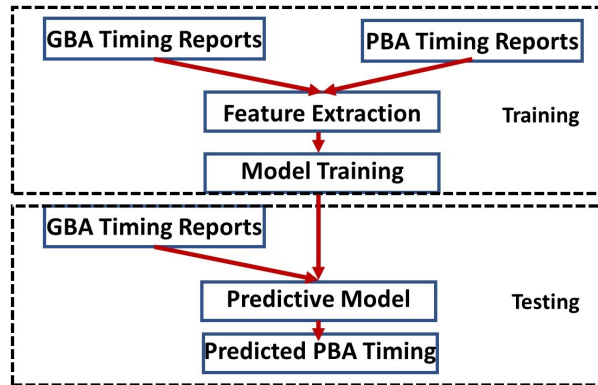 GBA Timing Reports
PBA Timing Reports
Feature Extraction
Training
Model Training
GBA Timing Reports
Predictive Model
Testing
Predicted PBA Timing